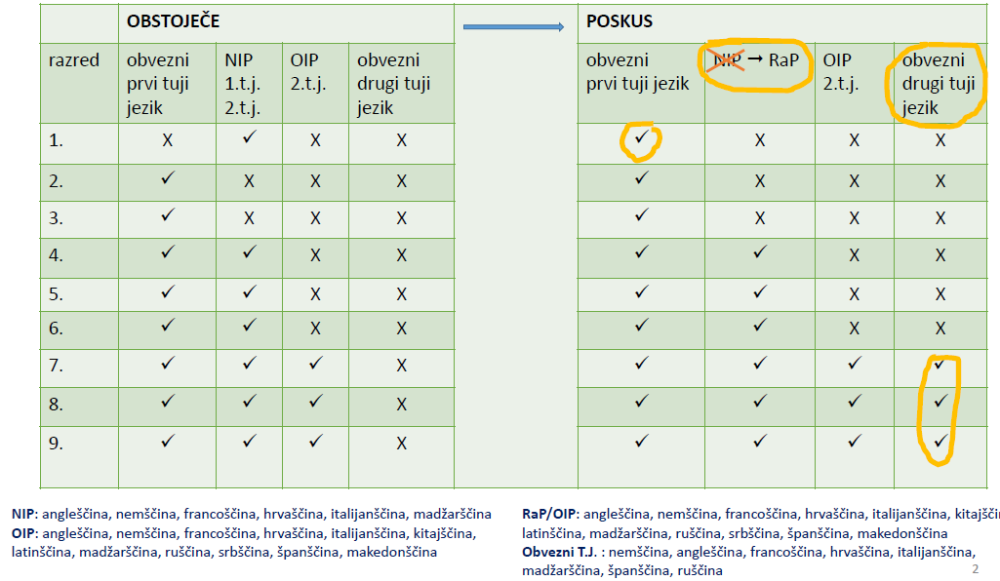 OBSTOJEČE POSKUS
razred obvezni prvi tuji jezik NIP 1.t.j. 2.t.j. OIP 2.t.j. obvezni drugi tuji jezik obvezni prvi tuji jezik NIP → RaP OIP 2.t.j. obvezni drugi tuji jezik
1. X ✓ X X ✓ X X X
2. ✓ X X X ✓ X X X
3. ✓ X X X ✓ X X X
4. ✓ ✓ X X ✓ ✓ X X
5. ✓ ✓ X X ✓ ✓ X X
6. ✓ ✓ X X ✓ ✓ X X
7. ✓ ✓ ✓ X ✓ ✓ ✓ ✓
8. ✓ ✓ ✓ X ✓ ✓ ✓ ✓
9. ✓ ✓ ✓ X ✓ ✓ ✓ ✓
NIP: angleščina, nemščina, francoščina, hrvaščina, italijanščina, madžarščina
OIP: angleščina, nemščina, francoščina, hrvaščina, italijanščina, kitajščina,
latinščina, madžarščina, ruščina, srbščina, španščina, makedonščina
RaP/OIP: angleščina, nemščina, francoščina, hrvaščina, italijanščina, kitajščin
latinščina, madžarščina, ruščina, srbščina, španščina, makedonščina
Obvezni T.J. : nemščina, angleščina, francoščina, hrvaščina, italijanščina,
madžarščina, španščina, ruščina
2